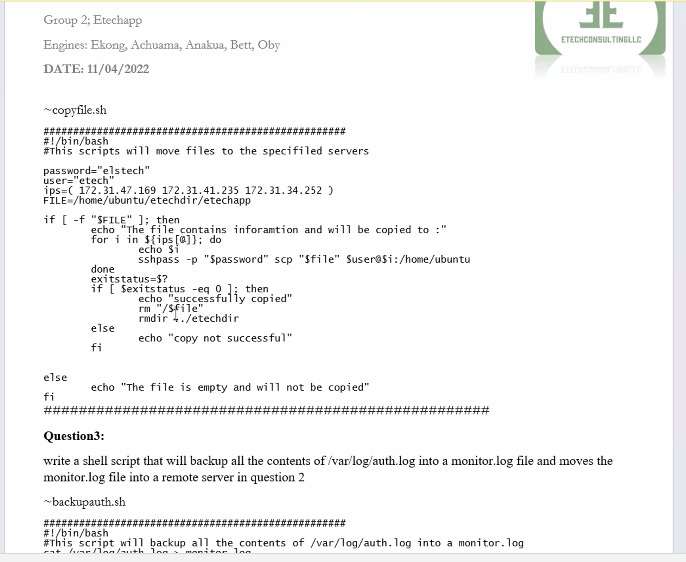 Group 2; Etechapp
Engines: Ekong, Achuama, Anakua, Bett, Oby
ETECHCONSULTINGLLC
DATE: 11/04/2022
~copyfile.sh
###################################################
#!/bin/bash
#This scripts will move files to the specifiled servers
password="elstech"
user="etech"
ips=( 172.31.47.169 172.31.41.235 172.31.34.252 )
FILE=/home/ubuntu/etechdir/etechapp
if [ -f "$FILE" ]; then
echo "The file contains inforamtion and will be copied to :"
for i in ${ips[@]}; do
echo $i
sshpass -p "$password" scp "$file" $user@$i:/home/ubuntu
done
exitstatus=$?
if [ $exitstatus -eq 0 ]; then
echo "successfully copied"
rm "/$file"
rmdir ../etechdir
else
echo "copy not successful"
fi
else
echo "The file is empty and will not be copied"
fi
###################################################
Question3:
write a shell script that will backup all the contents of /var/log/auth.log into a monitor.log file and moves the
monitor.log file into a remote server in question 2
~backupauth.sh
###################################################
#!/bin/bash
#This script will backup all the contents of /var/log/auth.log into a monitor.log
cat /var/log/auth.log > monitor.log